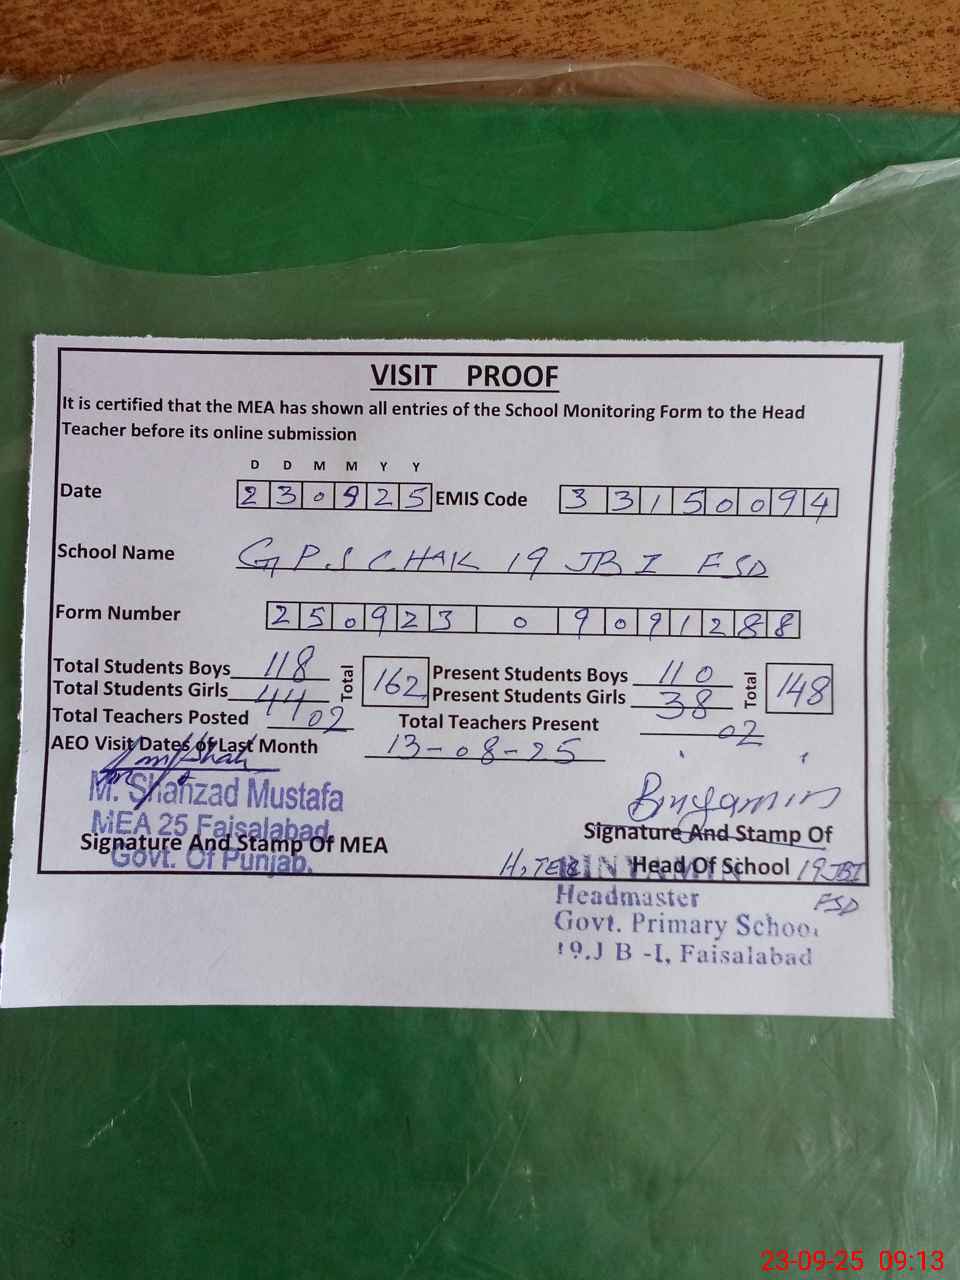 VISIT PROOF
It is certified that the MEA has shown all entries of the School Monitoring Form to the Head
Teacher before its online submission
D D M M Y Y
Date 2 3 0 9 2 5 EMIS Code 3 3 1 5 0 0 9 4
School Name G P S CHAK 19 JB I FSD
Form Number 2 5 0 9 2 3 0 9 0 9 1 2 8 8
Total Students Boys 118 Total 162 Present Students Boys 110 Total 148
Total Students Girls 44 Present Students Girls 38
Total Teachers Posted 02 Total Teachers Present 02
AEO Visit Dates of Last Month 13-08-25
M. Shahzad Mustafa
MEA 25 Faisalabad
Govt. Of Punjab.
Signature And Stamp Of MEA
Binyamin
Signature And Stamp Of
Head Of School 19 JBI
FSD
BINYAMIN
Headmaster
Govt. Primary School
19.J B -I, Faisalabad
23-09-25 09:13